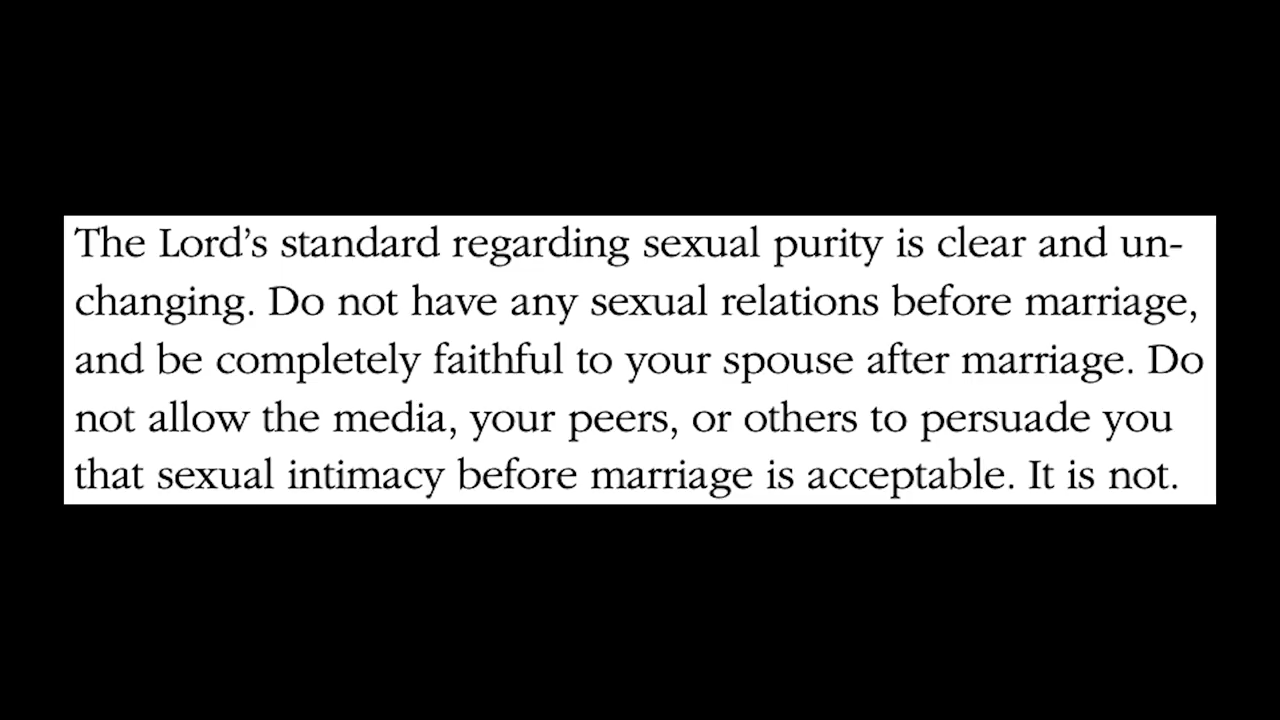 The Lord’s standard regarding sexual purity is clear and un-
changing. Do not have any sexual relations before marriage,
and be completely faithful to your spouse after marriage. Do
not allow the media, your peers, or others to persuade you
that sexual intimacy before marriage is acceptable. It is not.